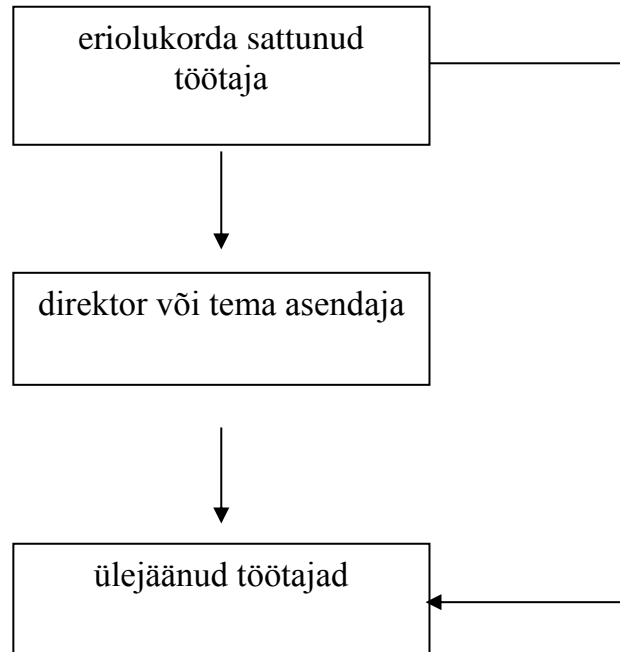 eriolukorda sattunud
töötaja
direktor või tema asendaja
ülejäänud töötajad